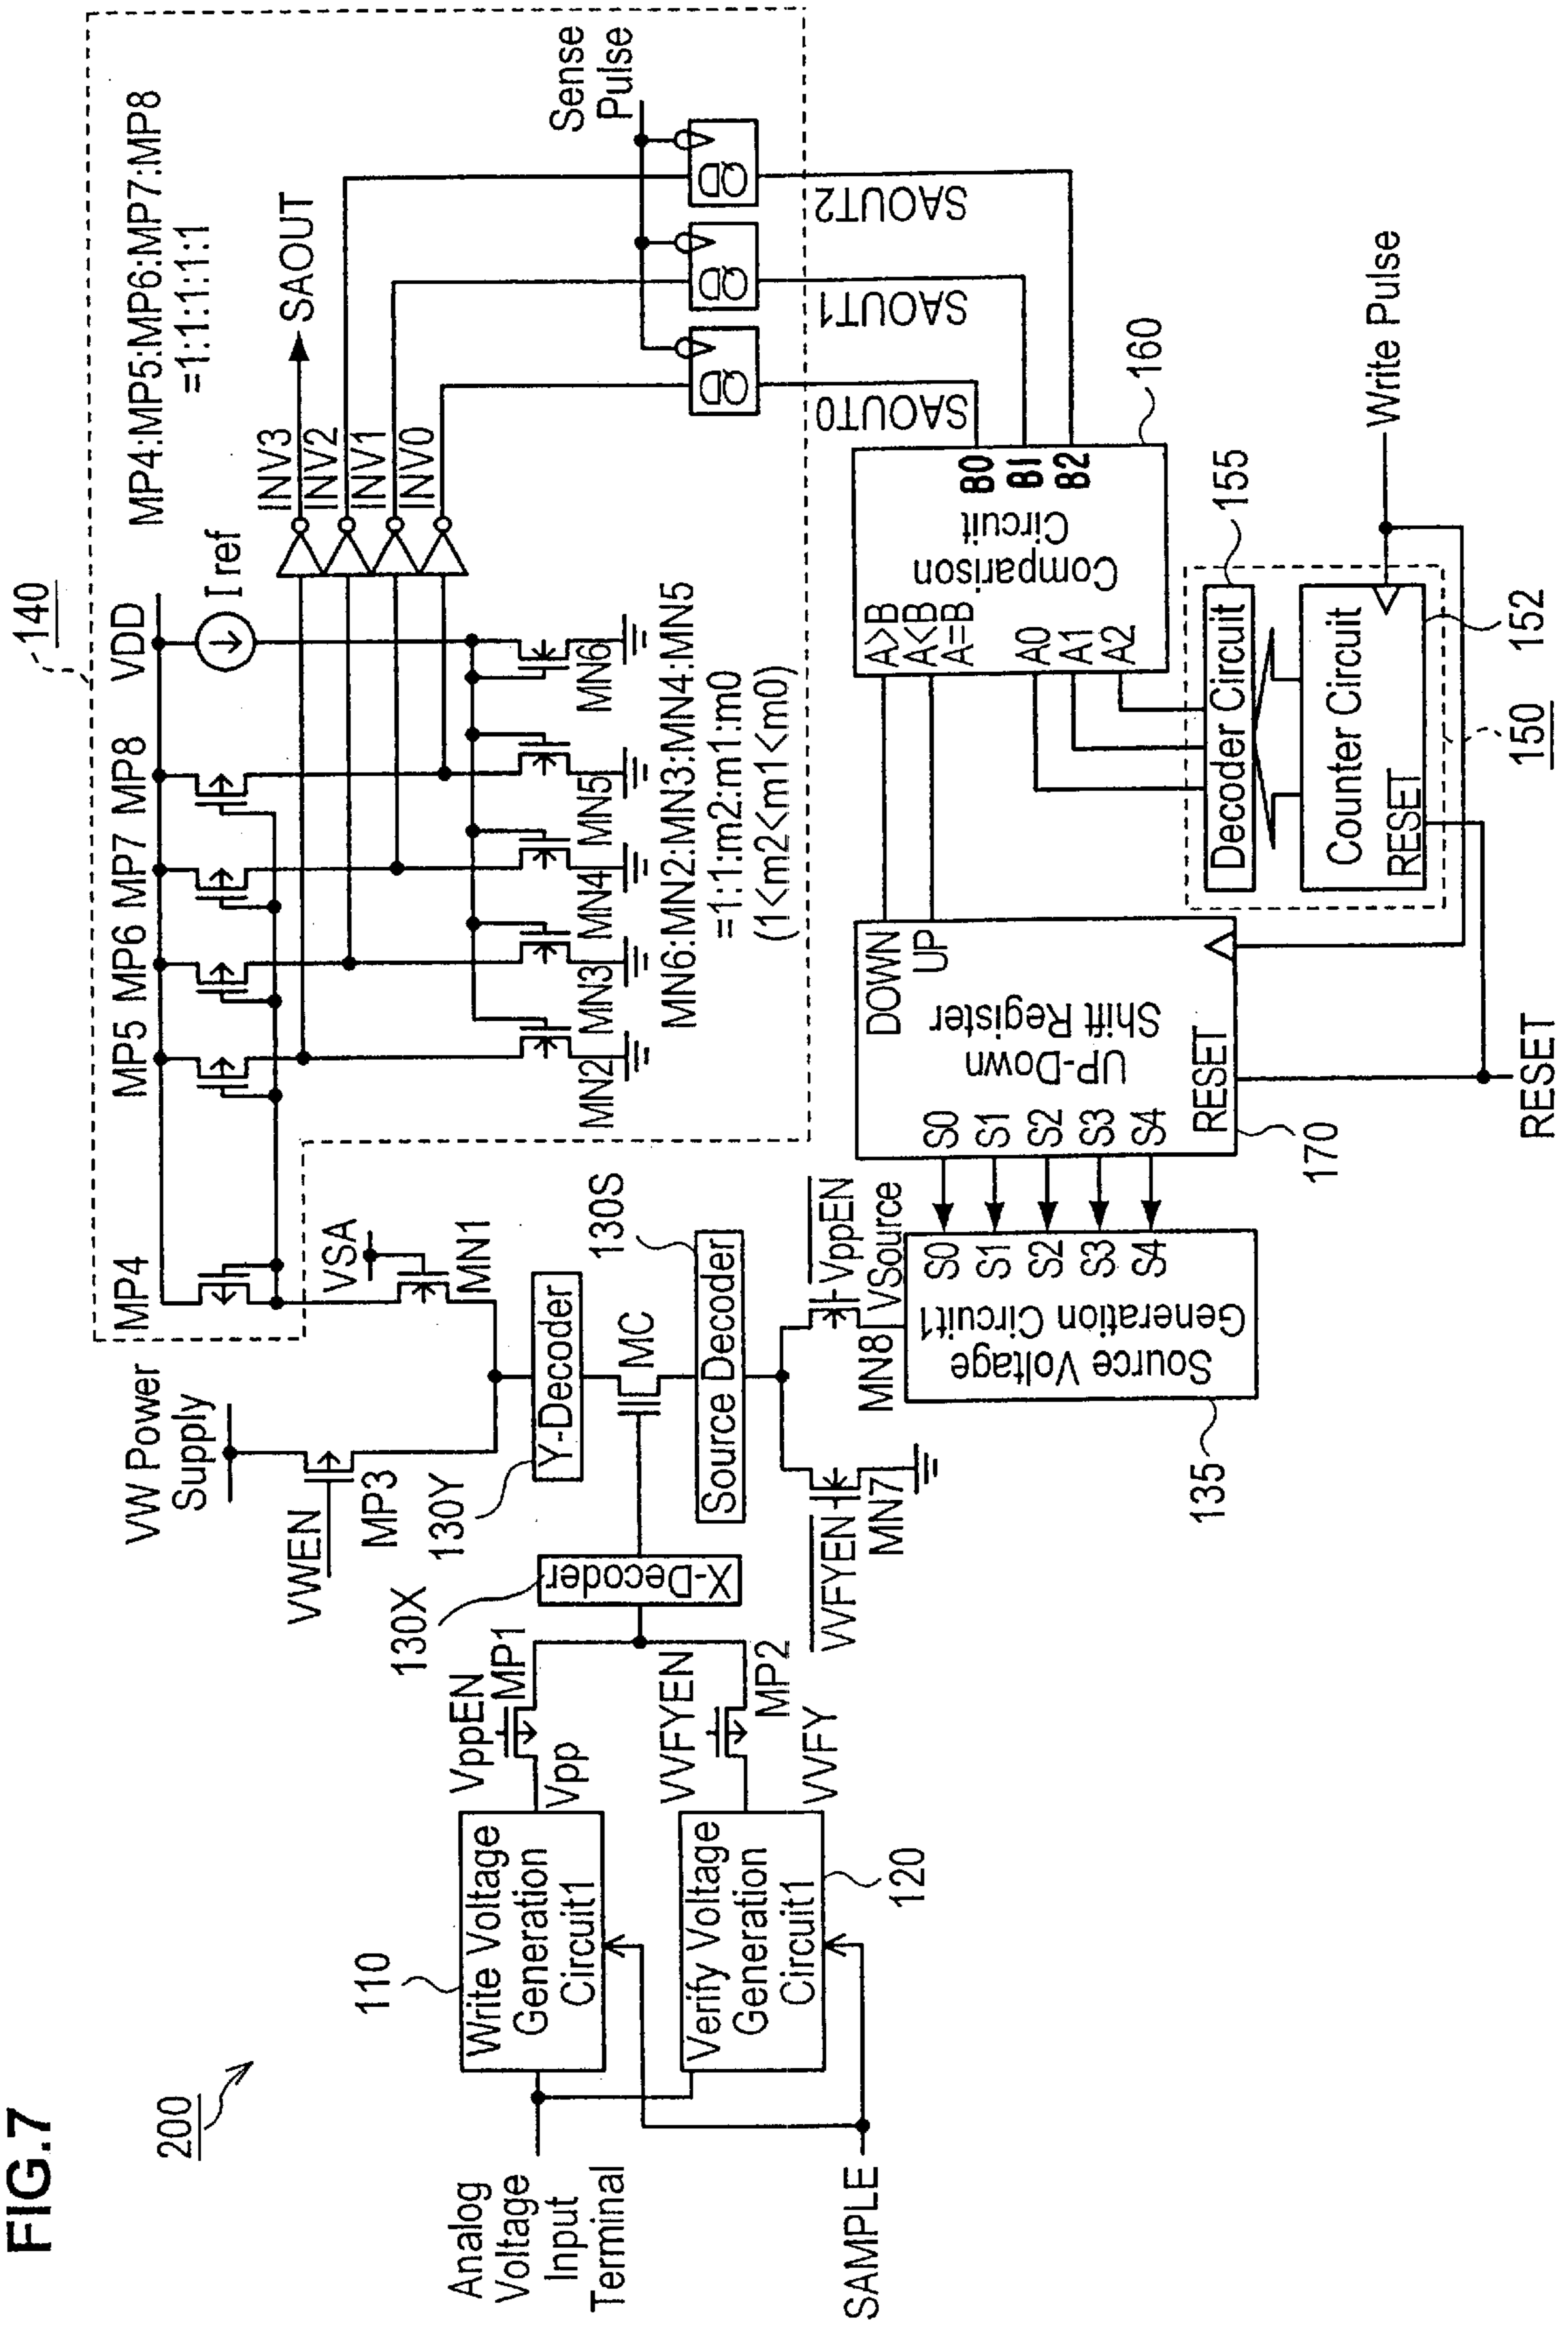 FIG.7
200
140
VDD
I ref
MP4:MP5:MP6:MP7:MP8
=1:1:1:1:1
MP4
MP5
MP6
MP7
MP8
INV3
INV2
INV1
INV0
SAOUT
Sense
Pulse
MN2
MN3
MN4
MN5
MN6
MN6:MN2:MN3:MN4:MN5
=1:1:m2:m1:m0
(1<m2<m1<m0)
D
Q
D
Q
D
Q
SAOUT0
SAOUT1
SAOUT2
VW Power
Supply
VWEN
MP3
VSA
MN1
130Y
Y-Decoder
MC
130X
X-Decoder
130S
Source Decoder
VVFYEN
MN7
VppEN
MN8
VSource
Analog
Voltage
Input
Terminal
SAMPLE
110
Write Voltage
Generation
Circuit1
VppEN
MP1
Vpp
120
Verify Voltage
Generation
Circuit1
VVFYEN
MP2
VVFY
135
Source Voltage
Generation Circuit1
S0
S1
S2
S3
S4
170
UP-Down
Shift Register
S0
S1
S2
S3
S4
DOWN
UP
RESET
RESET
160
Comparison
Circuit
A>B
A<B
A=B
A0
A1
A2
B0
B1
B2
155
Decoder Circuit
150
152
Counter Circuit
RESET
Write Pulse